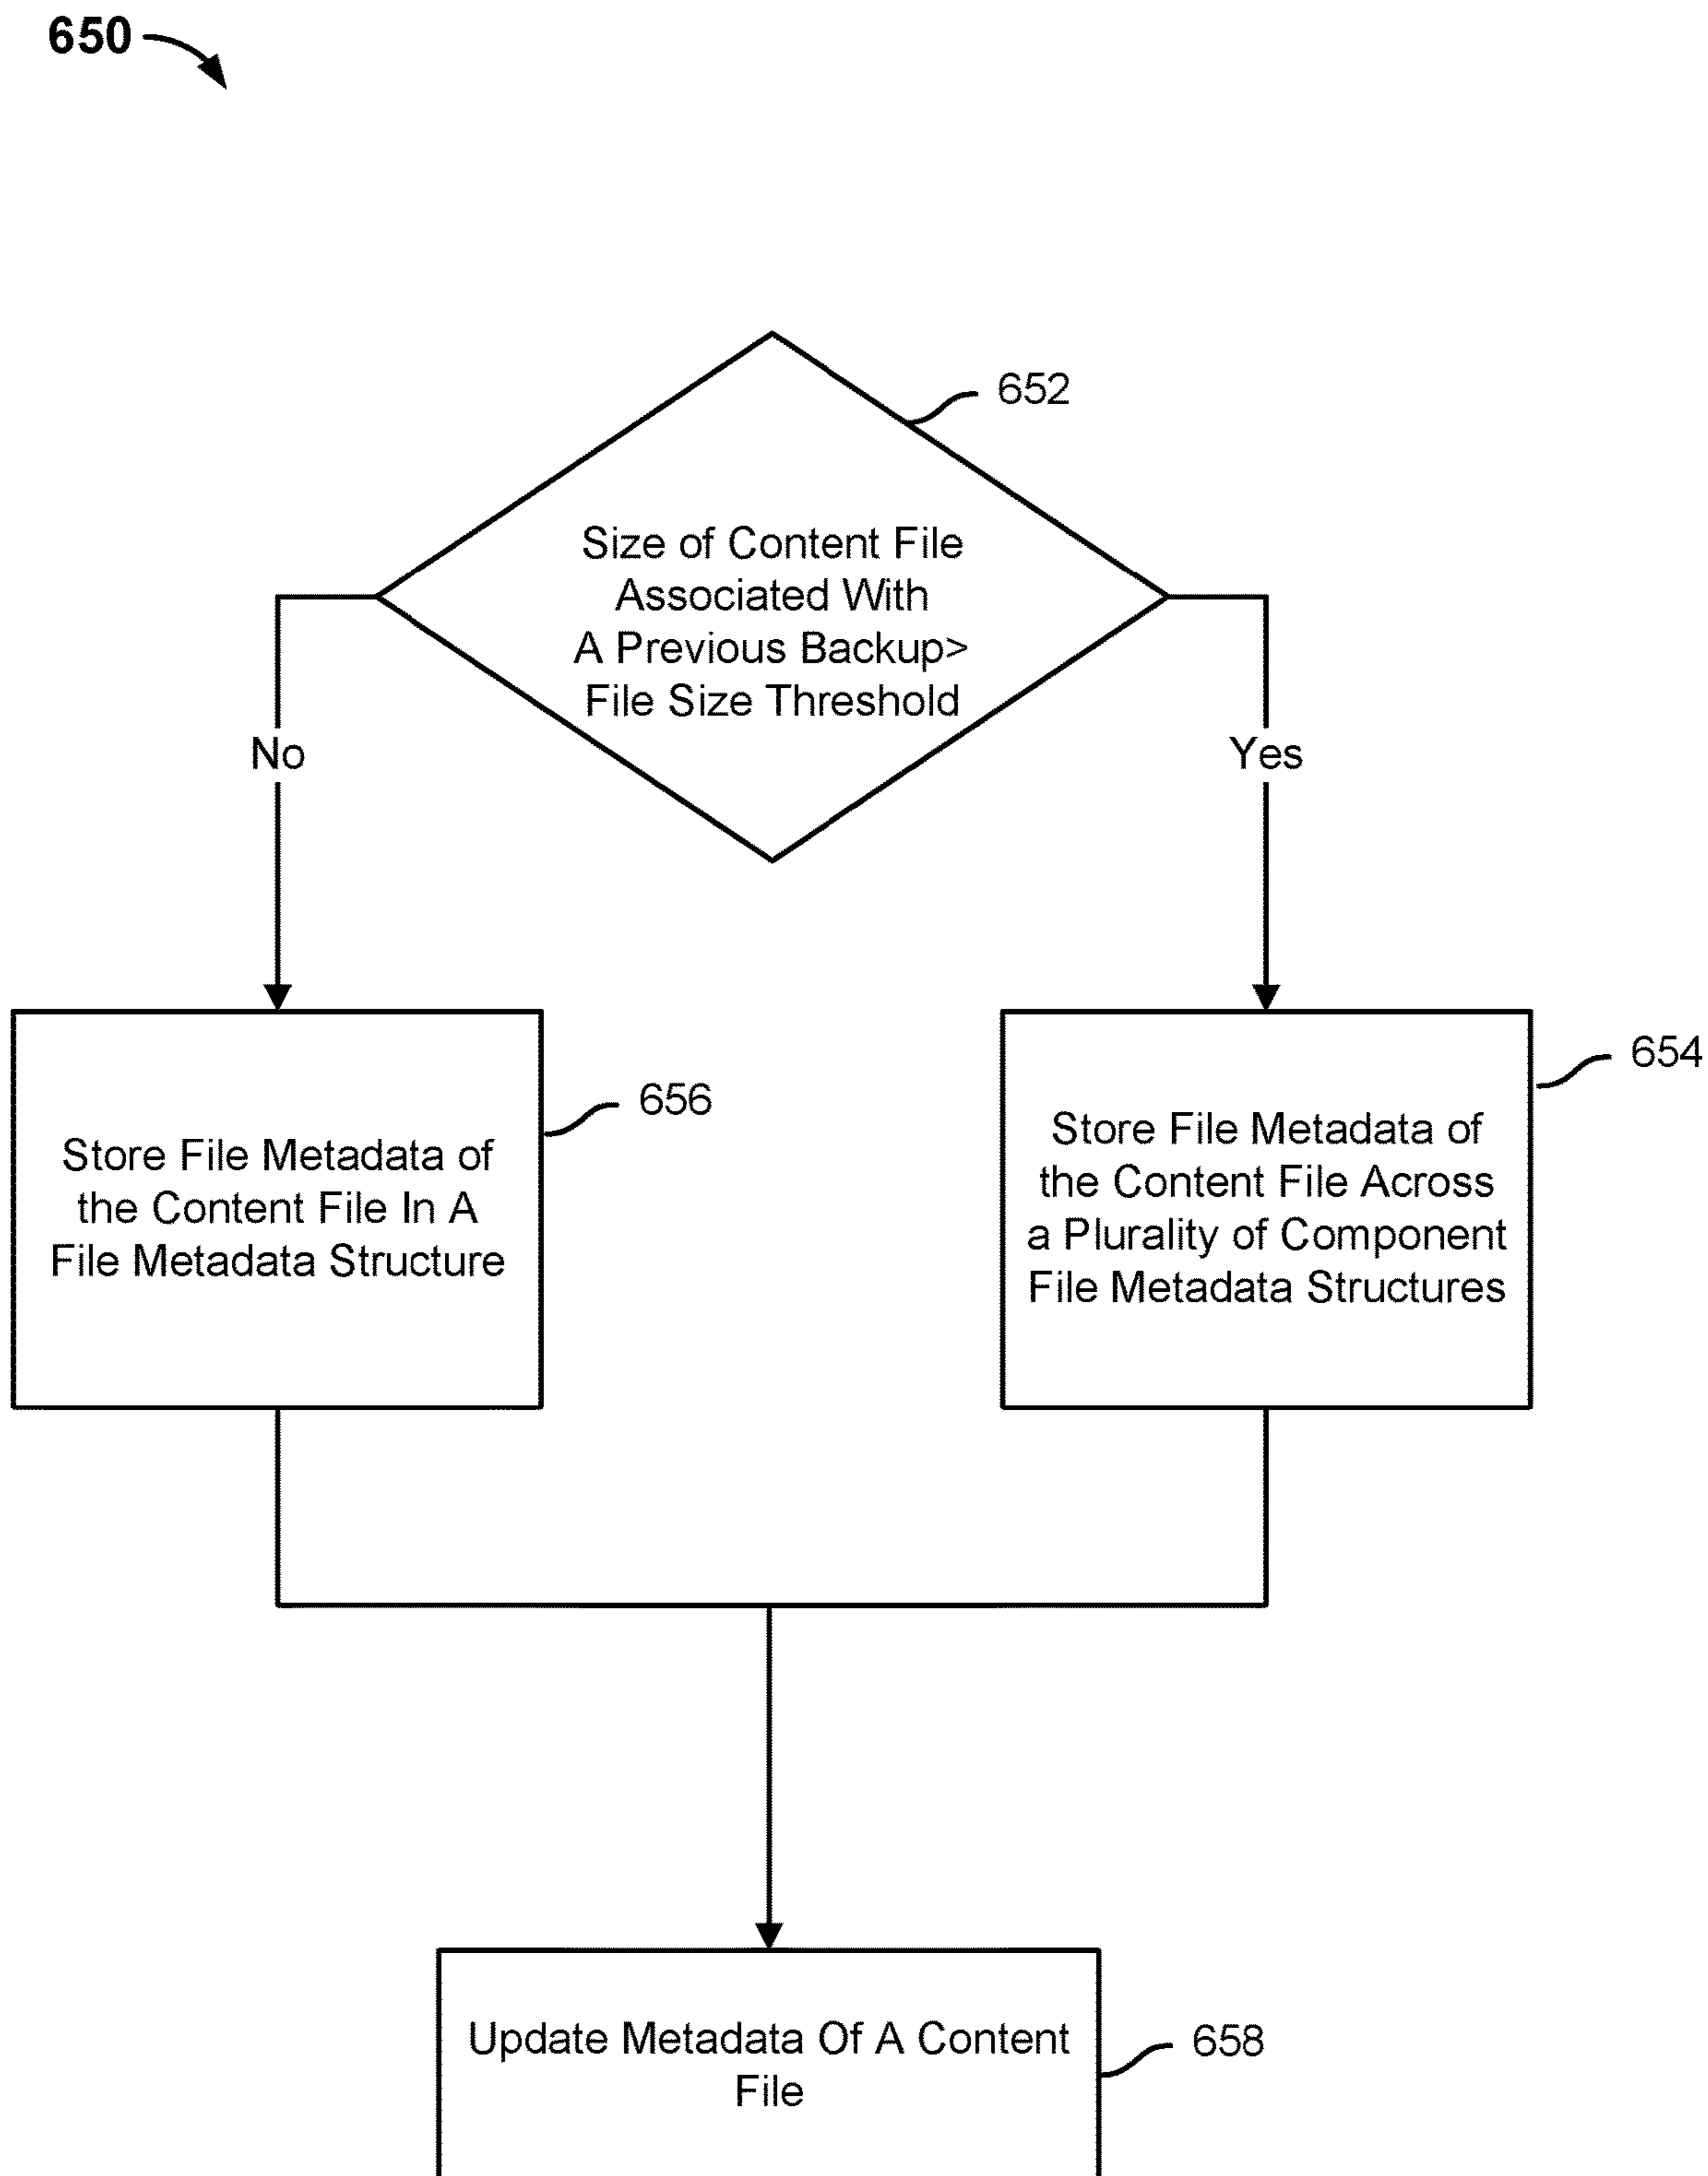 650
652
Size of Content File
Associated With
A Previous Backup>
File Size Threshold
No
Yes
656
Store File Metadata of
the Content File In A
File Metadata Structure
654
Store File Metadata of
the Content File Across
a Plurality of Component
File Metadata Structures
Update Metadata Of A Content
File
658